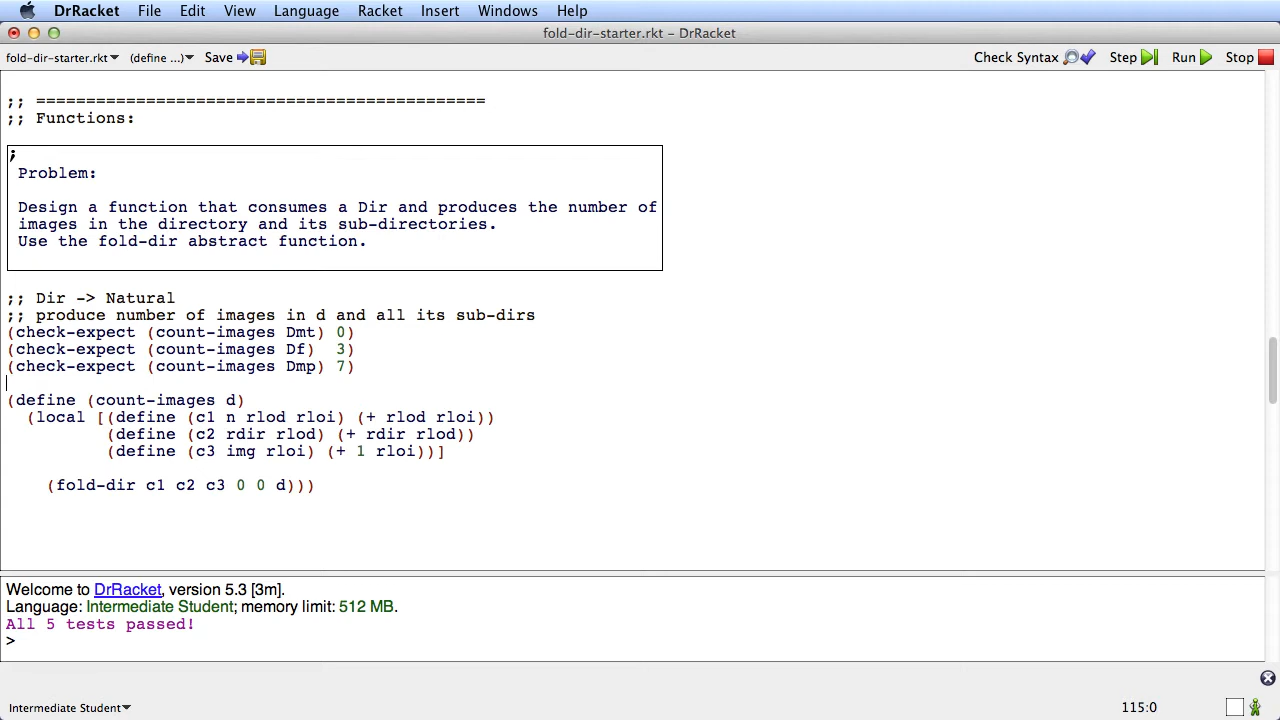 DrRacket File Edit View Language Racket Insert Windows Help
fold-dir-starter.rkt – DrRacket
fold-dir-starter.rkt (define ...) Save Check Syntax Step Run Stop
;; =============================================
;; Functions:
;
Problem:
Design a function that consumes a Dir and produces the number of
images in the directory and its sub-directories.
Use the fold-dir abstract function.
;; Dir -> Natural
;; produce number of images in d and all its sub-dirs
(check-expect (count-images Dmt) 0)
(check-expect (count-images Df)  3)
(check-expect (count-images Dmp) 7)
(define (count-images d)
  (local [(define (c1 n rlod rloi) (+ rlod rloi))
          (define (c2 rdir rlod) (+ rdir rlod))
          (define (c3 img rloi) (+ 1 rloi))]
    (fold-dir c1 c2 c3 0 0 d)))
Welcome to DrRacket, version 5.3 [3m].
Language: Intermediate Student; memory limit: 512 MB.
All 5 tests passed!
>
Intermediate Student 115:0